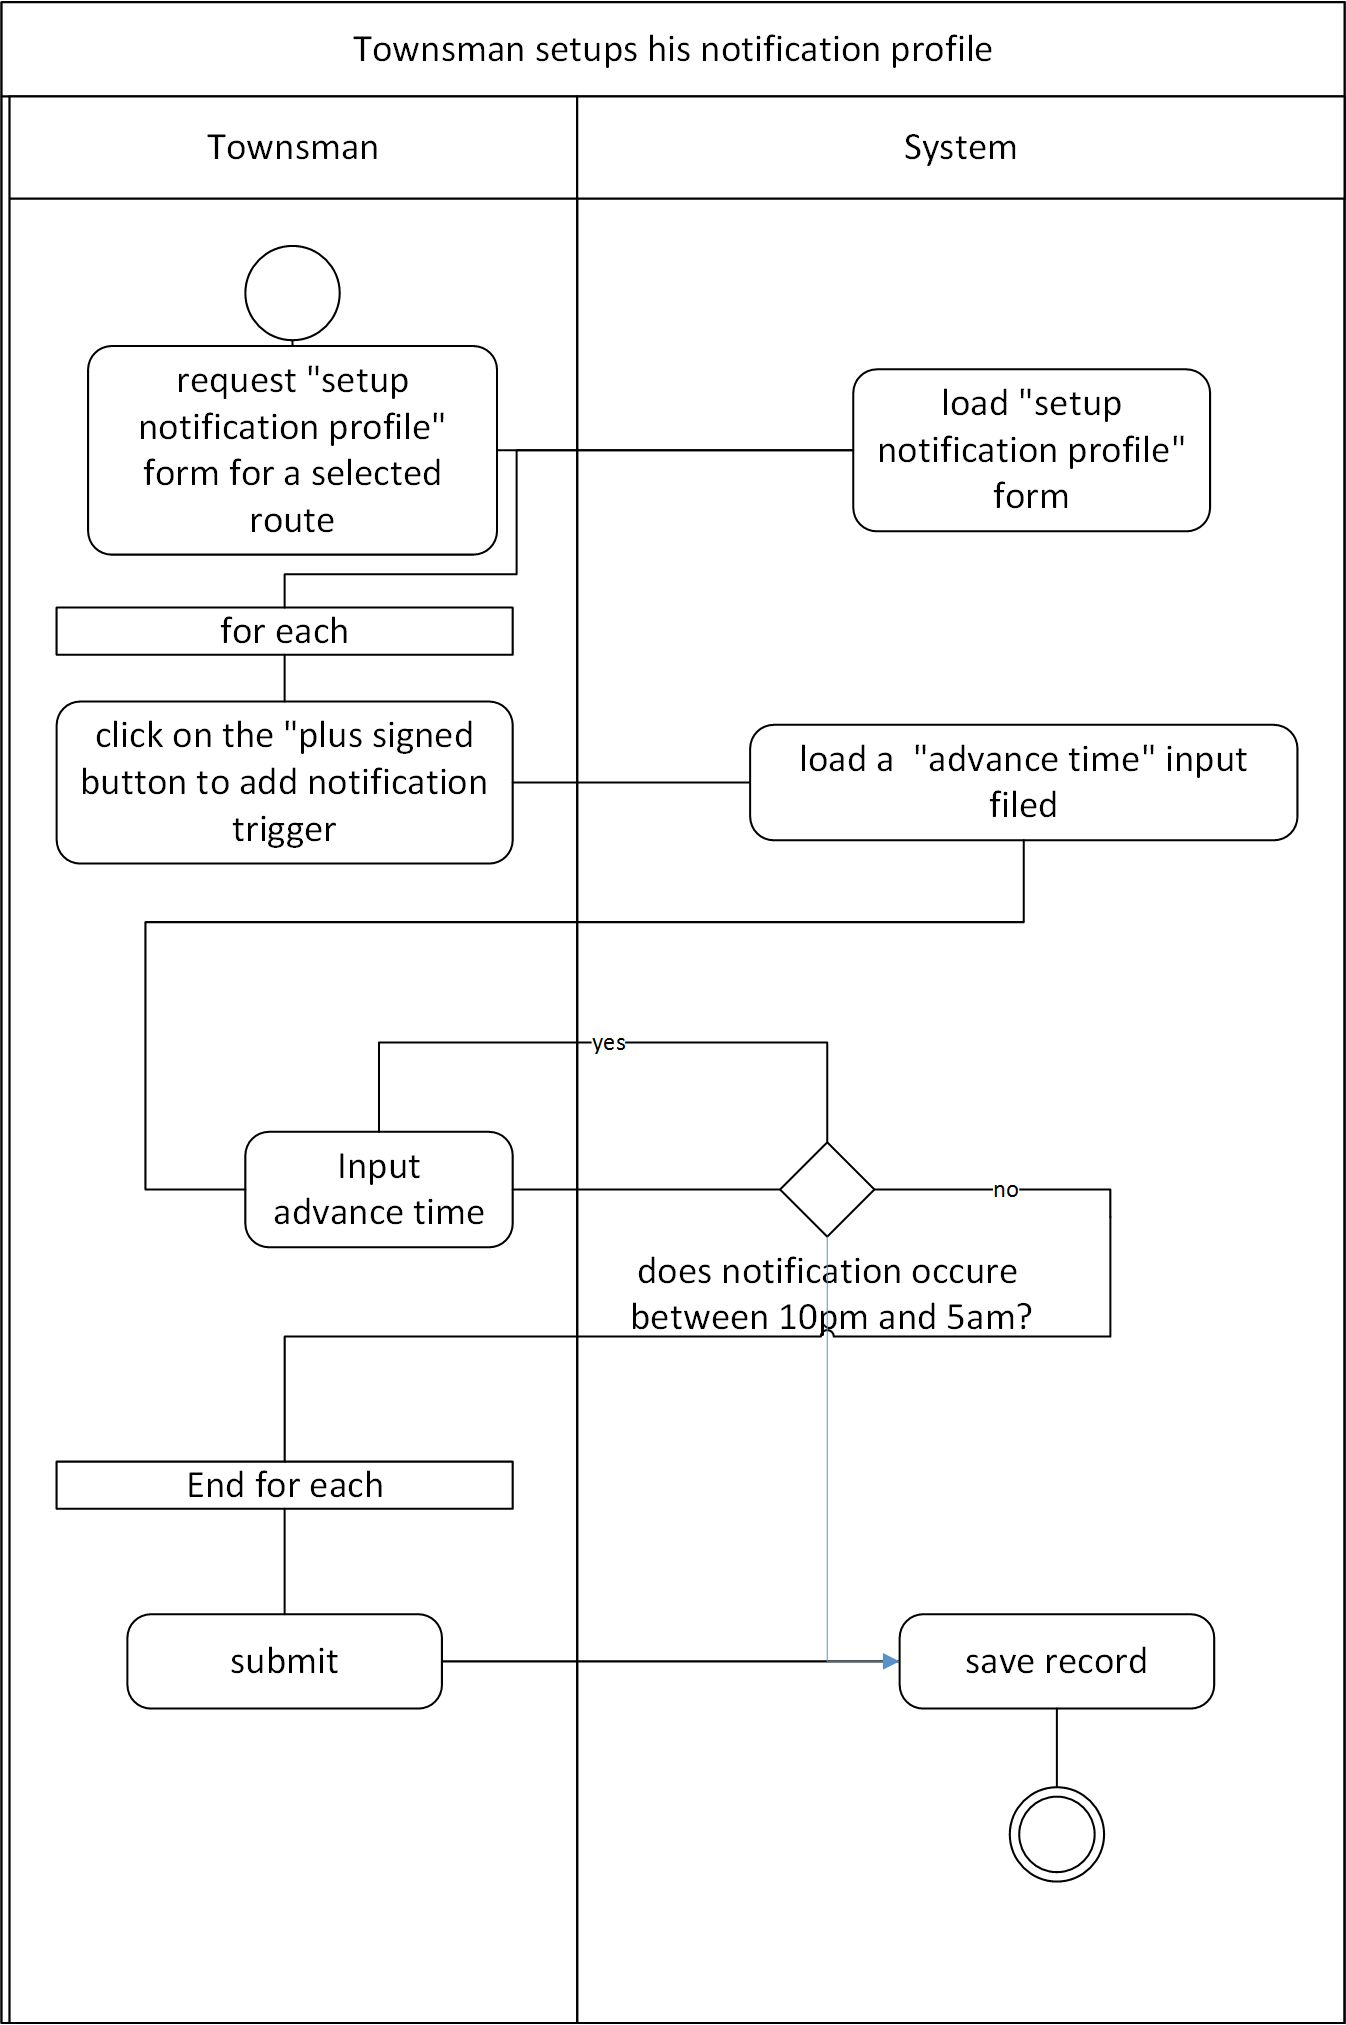 Townsman setups his notification profile
Townsman
System
request "setup
notification profile"
form for a selected
route
load "setup
notification profile"
form
for each
click on the "plus signed
button to add notification
trigger
load a  "advance time" input
filed
yes
Input
advance time
no
does notification occure
between 10pm and 5am?
End for each
submit
save record